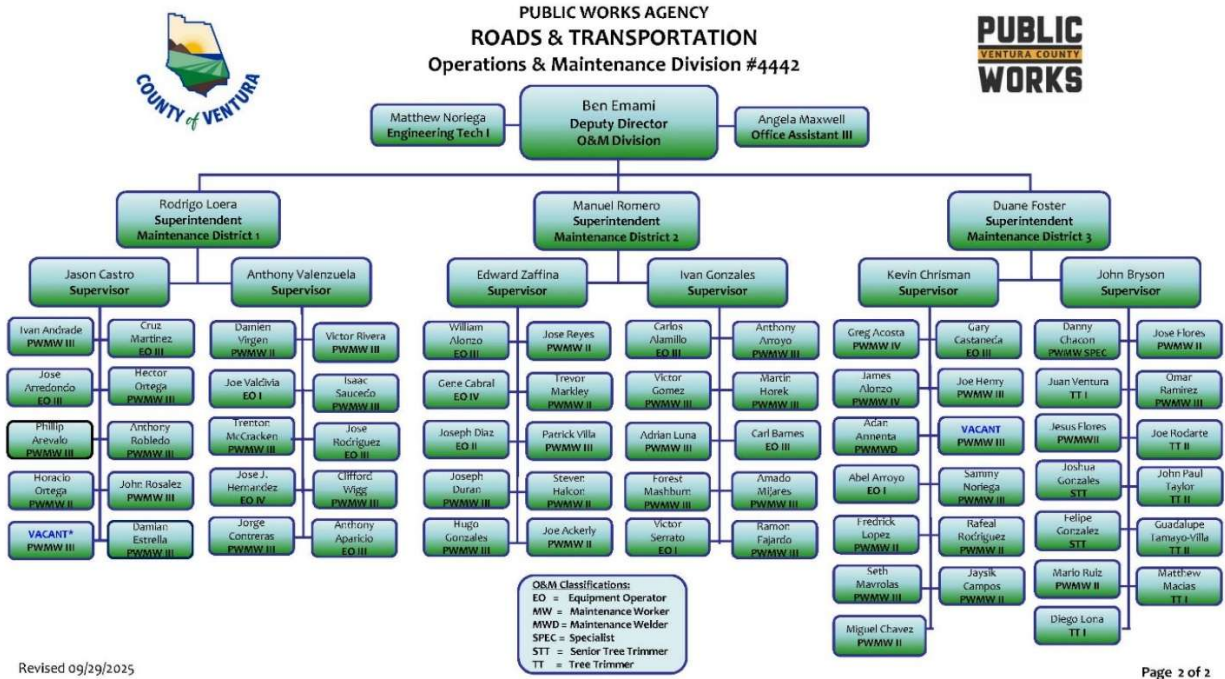 PUBLIC WORKS AGENCY
ROADS & TRANSPORTATION
Operations & Maintenance Division #4442
COUNTY of VENTURA
PUBLIC
VENTURA COUNTY
WORKS
Matthew Noriega
Engineering Tech I
Ben Emami
Deputy Director
O&M Division
Angela Maxwell
Office Assistant III
Rodrigo Loera
Superintendent
Maintenance District 1
Manuel Romero
Superintendent
Maintenance District 2
Duane Foster
Superintendent
Maintenance District 3
Jason Castro
Supervisor
Anthony Valenzuela
Supervisor
Edward Zaffina
Supervisor
Ivan Gonzales
Supervisor
Kevin Chrisman
Supervisor
John Bryson
Supervisor
Ivan Andrade
PWMW III
Cruz
Martinez
EO III
Jose
Arredondo
EO III
Hector
Ortega
PWMW III
Phillip
Arevalo
PWMW III
Anthony
Robledo
PWMW III
Horacio
Ortega
PWMW II
John Rosalez
PWMW III
VACANT*
PWMW III
Damian
Estrella
PWMW III
Damien
Virgen
PWMW II
Victor Rivera
PWMW III
Joe Valdivia
EO I
Isaac
Saucedo
PWMW III
Trenton
McCracken
PWMW III
Jose
Rodriguez
EO III
Jose J.
Hernandez
EO IV
Clifford
Wigg
PWMW III
Jorge
Contreras
PWMW III
Anthony
Aparicio
EO III
William
Alonzo
EO III
Jose Reyes
PWMW II
Gene Cabral
EO IV
Trevor
Markley
PWMW II
Joseph Diaz
EO II
Patrick Villa
PWMW II
Joseph
Duran
PWMW III
Steven
Halcon
PWMW II
Hugo
Gonzales
PWMW III
Joe Ackerly
PWMW II
Carlos
Alamillo
EO III
Anthony
Arroyo
PWMW III
Victor
Gomez
PWMW III
Martin
Horek
PWMW III
Adrian Luna
PWMW III
Carl Barnes
EO III
Forest
Mashburn
PWMW III
Amado
Mijares
PWMW III
Victor
Serrato
EO I
Ramon
Fajardo
PWMW III
Greg Acosta
PWMW IV
Gary
Castaneda
EO III
James
Alonzo
PWMW IV
Joe Henry
PWMW III
Adan
Armenta
PWMWD
VACANT
PWMW III
Abel Arroyo
EO I
Sammy
Noriega
PWMW III
Fredrick
Lopez
PWMW II
Rafeal
Rodriguez
PWMW II
Seth
Mavrolas
PWMW III
Jaysik
Campos
PWMW II
Miguel Chavez
PWMW II
Danny
Chacon
PWMW SPEC
Jose Flores
PWMW II
Juan Ventura
TT I
Omar
Ramirez
PWMW III
Jesus Flores
PWMWII
Joe Rodarte
TT II
Joshua
Gonzales
STT
John Paul
Taylor
TT II
Felipe
Gonzalez
STT
Guadalupe
Tamayo-Villa
TT II
Mario Ruiz
PWMW II
Matthew
Macias
TT I
Diego Lona
TT I
O&M Classifications:
EO = Equipment Operator
MW = Maintenance Worker
MWD = Maintenance Welder
SPEC = Specialist
STT = Senior Tree Trimmer
TT = Tree Trimmer
Revised 09/29/2025
Page 2 of 2